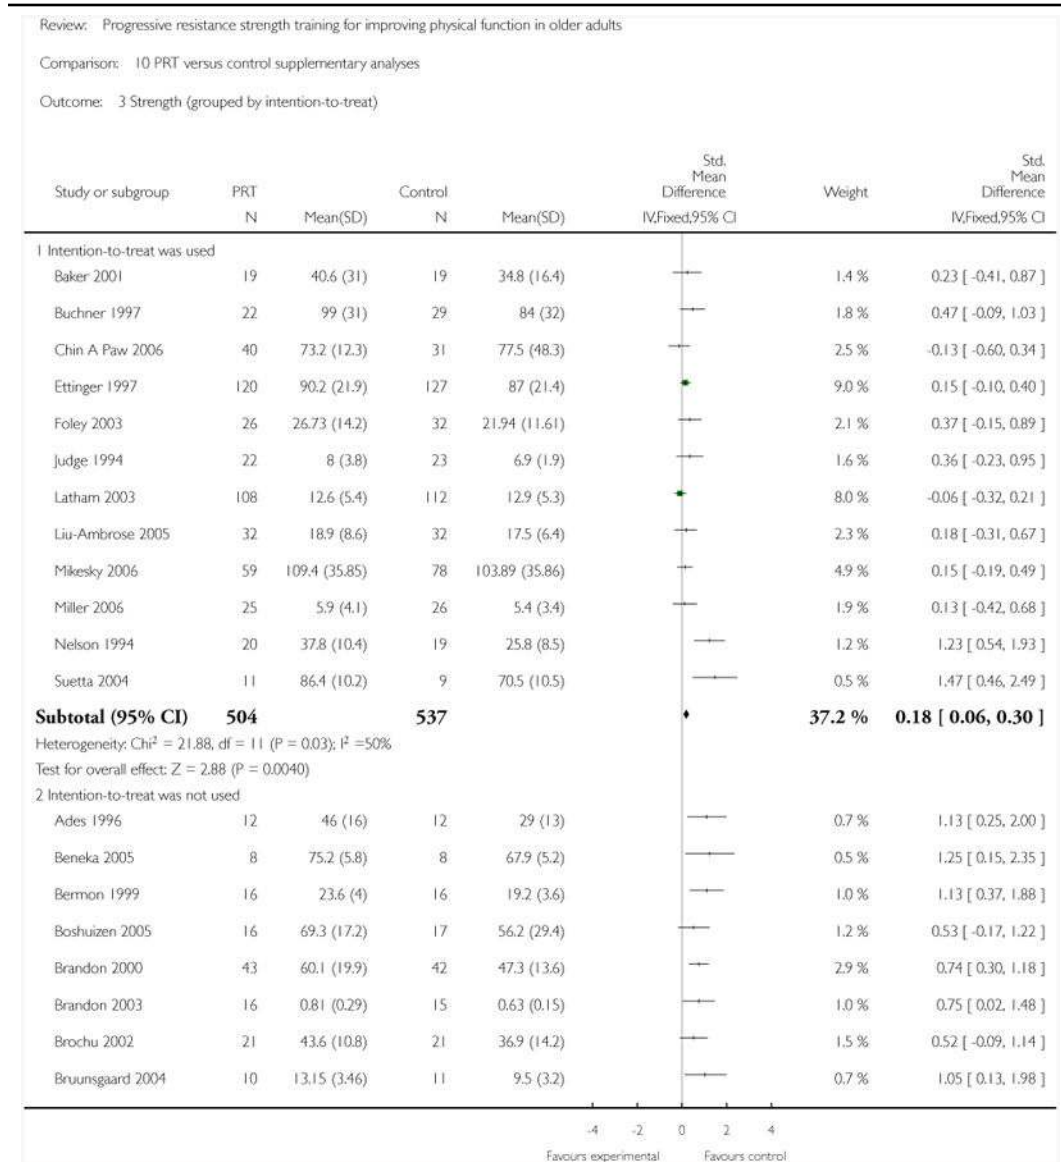 Review: Progressive resistance strength training for improving physical function in older adults
Comparison: 10 PRT versus control supplementary analyses
Outcome: 3 Strength (grouped by intention-to-treat)
Study or subgroup PRT Control Std. Mean Difference Weight Std. Mean Difference
N Mean(SD) N Mean(SD) IV,Fixed,95% CI IV,Fixed,95% CI
1 Intention-to-treat was used
Baker 2001 19 40.6 (31) 19 34.8 (16.4) 1.4 % 0.23 [ -0.41, 0.87 ]
Buchner 1997 22 99 (31) 29 84 (32) 1.8 % 0.47 [ -0.09, 1.03 ]
Chin A Paw 2006 40 73.2 (12.3) 31 77.5 (48.3) 2.5 % -0.13 [ -0.60, 0.34 ]
Ettinger 1997 120 90.2 (21.9) 127 87 (21.4) 9.0 % 0.15 [ -0.10, 0.40 ]
Foley 2003 26 26.73 (14.2) 32 21.94 (11.61) 2.1 % 0.37 [ -0.15, 0.89 ]
Judge 1994 22 8 (3.8) 23 6.9 (1.9) 1.6 % 0.36 [ -0.23, 0.95 ]
Latham 2003 108 12.6 (5.4) 112 12.9 (5.3) 8.0 % -0.06 [ -0.32, 0.21 ]
Liu-Ambrose 2005 32 18.9 (8.6) 32 17.5 (6.4) 2.3 % 0.18 [ -0.31, 0.67 ]
Mikesky 2006 59 109.4 (35.85) 78 103.89 (35.86) 4.9 % 0.15 [ -0.19, 0.49 ]
Miller 2006 25 5.9 (4.1) 26 5.4 (3.4) 1.9 % 0.13 [ -0.42, 0.68 ]
Nelson 1994 20 37.8 (10.4) 19 25.8 (8.5) 1.2 % 1.23 [ 0.54, 1.93 ]
Suetta 2004 11 86.4 (10.2) 9 70.5 (10.5) 0.5 % 1.47 [ 0.46, 2.49 ]
Subtotal (95% CI) 504 537 37.2 % 0.18 [ 0.06, 0.30 ]
Heterogeneity: Chi² = 21.88, df = 11 (P = 0.03); I² =50%
Test for overall effect: Z = 2.88 (P = 0.0040)
2 Intention-to-treat was not used
Ades 1996 12 46 (16) 12 29 (13) 0.7 % 1.13 [ 0.25, 2.00 ]
Beneka 2005 8 75.2 (5.8) 8 67.9 (5.2) 0.5 % 1.25 [ 0.15, 2.35 ]
Bermon 1999 16 23.6 (4) 16 19.2 (3.6) 1.0 % 1.13 [ 0.37, 1.88 ]
Boshuizen 2005 16 69.3 (17.2) 17 56.2 (29.4) 1.2 % 0.53 [ -0.17, 1.22 ]
Brandon 2000 43 60.1 (19.9) 42 47.3 (13.6) 2.9 % 0.74 [ 0.30, 1.18 ]
Brandon 2003 16 0.81 (0.29) 15 0.63 (0.15) 1.0 % 0.75 [ 0.02, 1.48 ]
Brochu 2002 21 43.6 (10.8) 21 36.9 (14.2) 1.5 % 0.52 [ -0.09, 1.14 ]
Bruunsgaard 2004 10 13.15 (3.46) 11 9.5 (3.2) 0.7 % 1.05 [ 0.13, 1.98 ]
-4 -2 0 2 4
Favours experimental Favours control